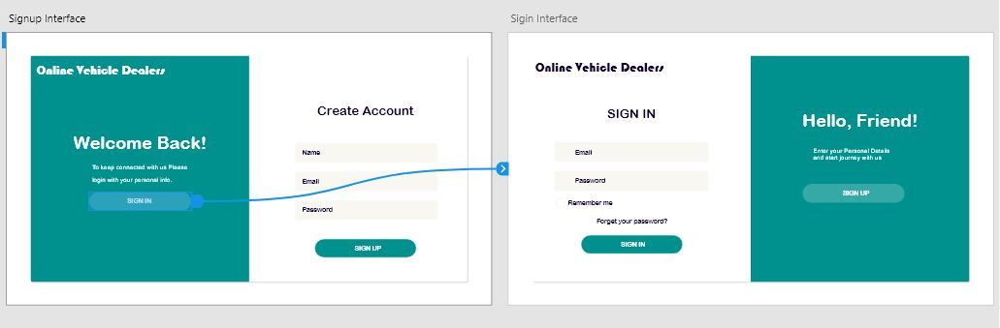 Signup Interface
Online Vehicle Dealers
Welcome Back!
To keep connected with us Please
login with your personal info.
SIGN IN
Create Account
Name
Email
Password
SIGN UP
Sigin Interface
Online Vehicle Dealers
SIGN IN
Email
Password
Remember me
Forget your password?
SIGN IN
Hello, Friend!
Enter your Personal Details
and start journey with us
SIGN UP